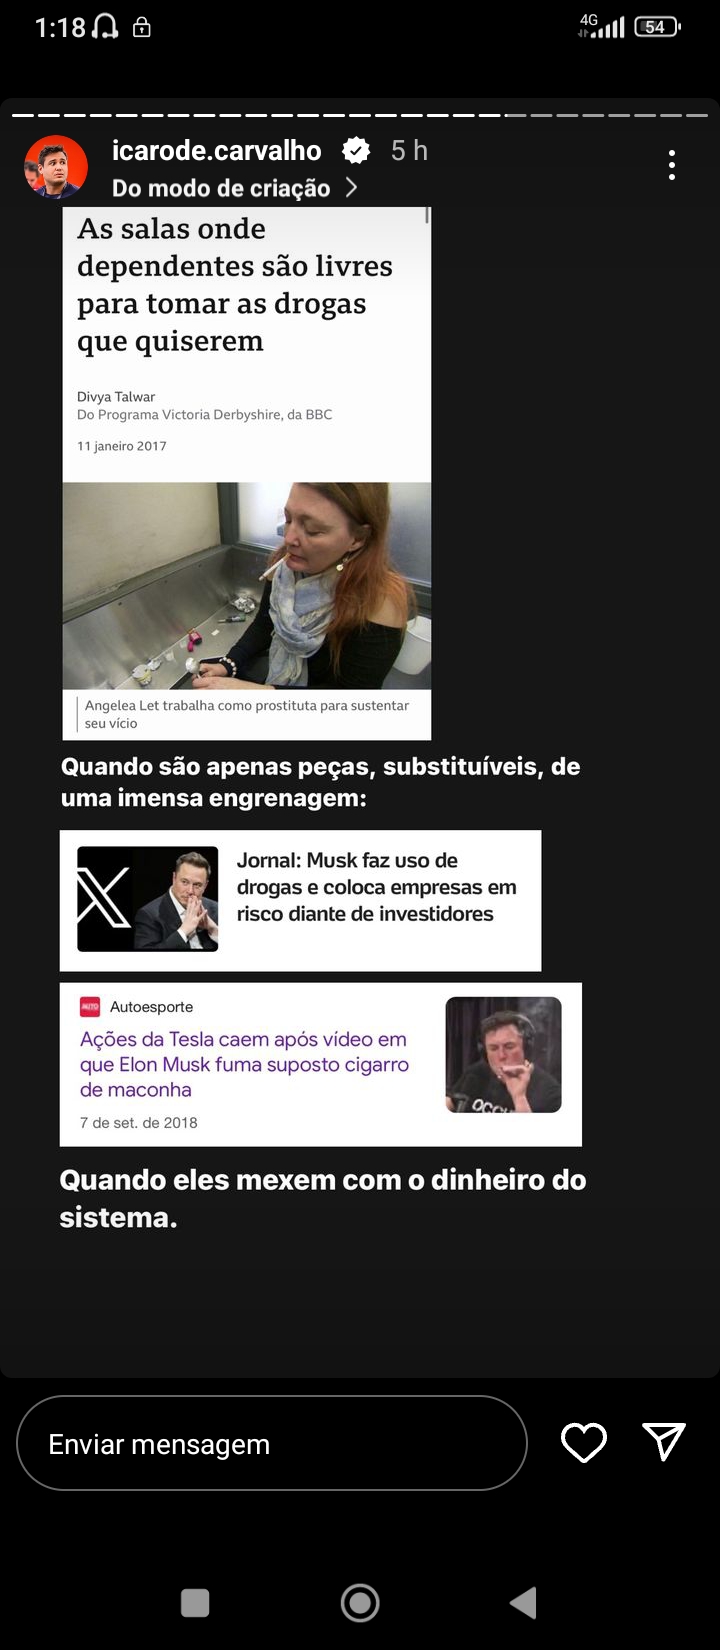 1:18
4G
54
icarode.carvalho
5 h
Do modo de criação
As salas onde
dependentes são livres
para tomar as drogas
que quiserem
Divya Talwar
Do Programa Victoria Derbyshire, da BBC
11 janeiro 2017
Angelea Let trabalha como prostituta para sustentar
seu vício
Quando são apenas peças, substituíveis, de
uma imensa engrenagem:
X
Jornal: Musk faz uso de
drogas e coloca empresas em
risco diante de investidores
AUTO
Autoesporte
Ações da Tesla caem após vídeo em
que Elon Musk fuma suposto cigarro
de maconha
7 de set. de 2018
OCCU
Quando eles mexem com o dinheiro do
sistema.
Enviar mensagem